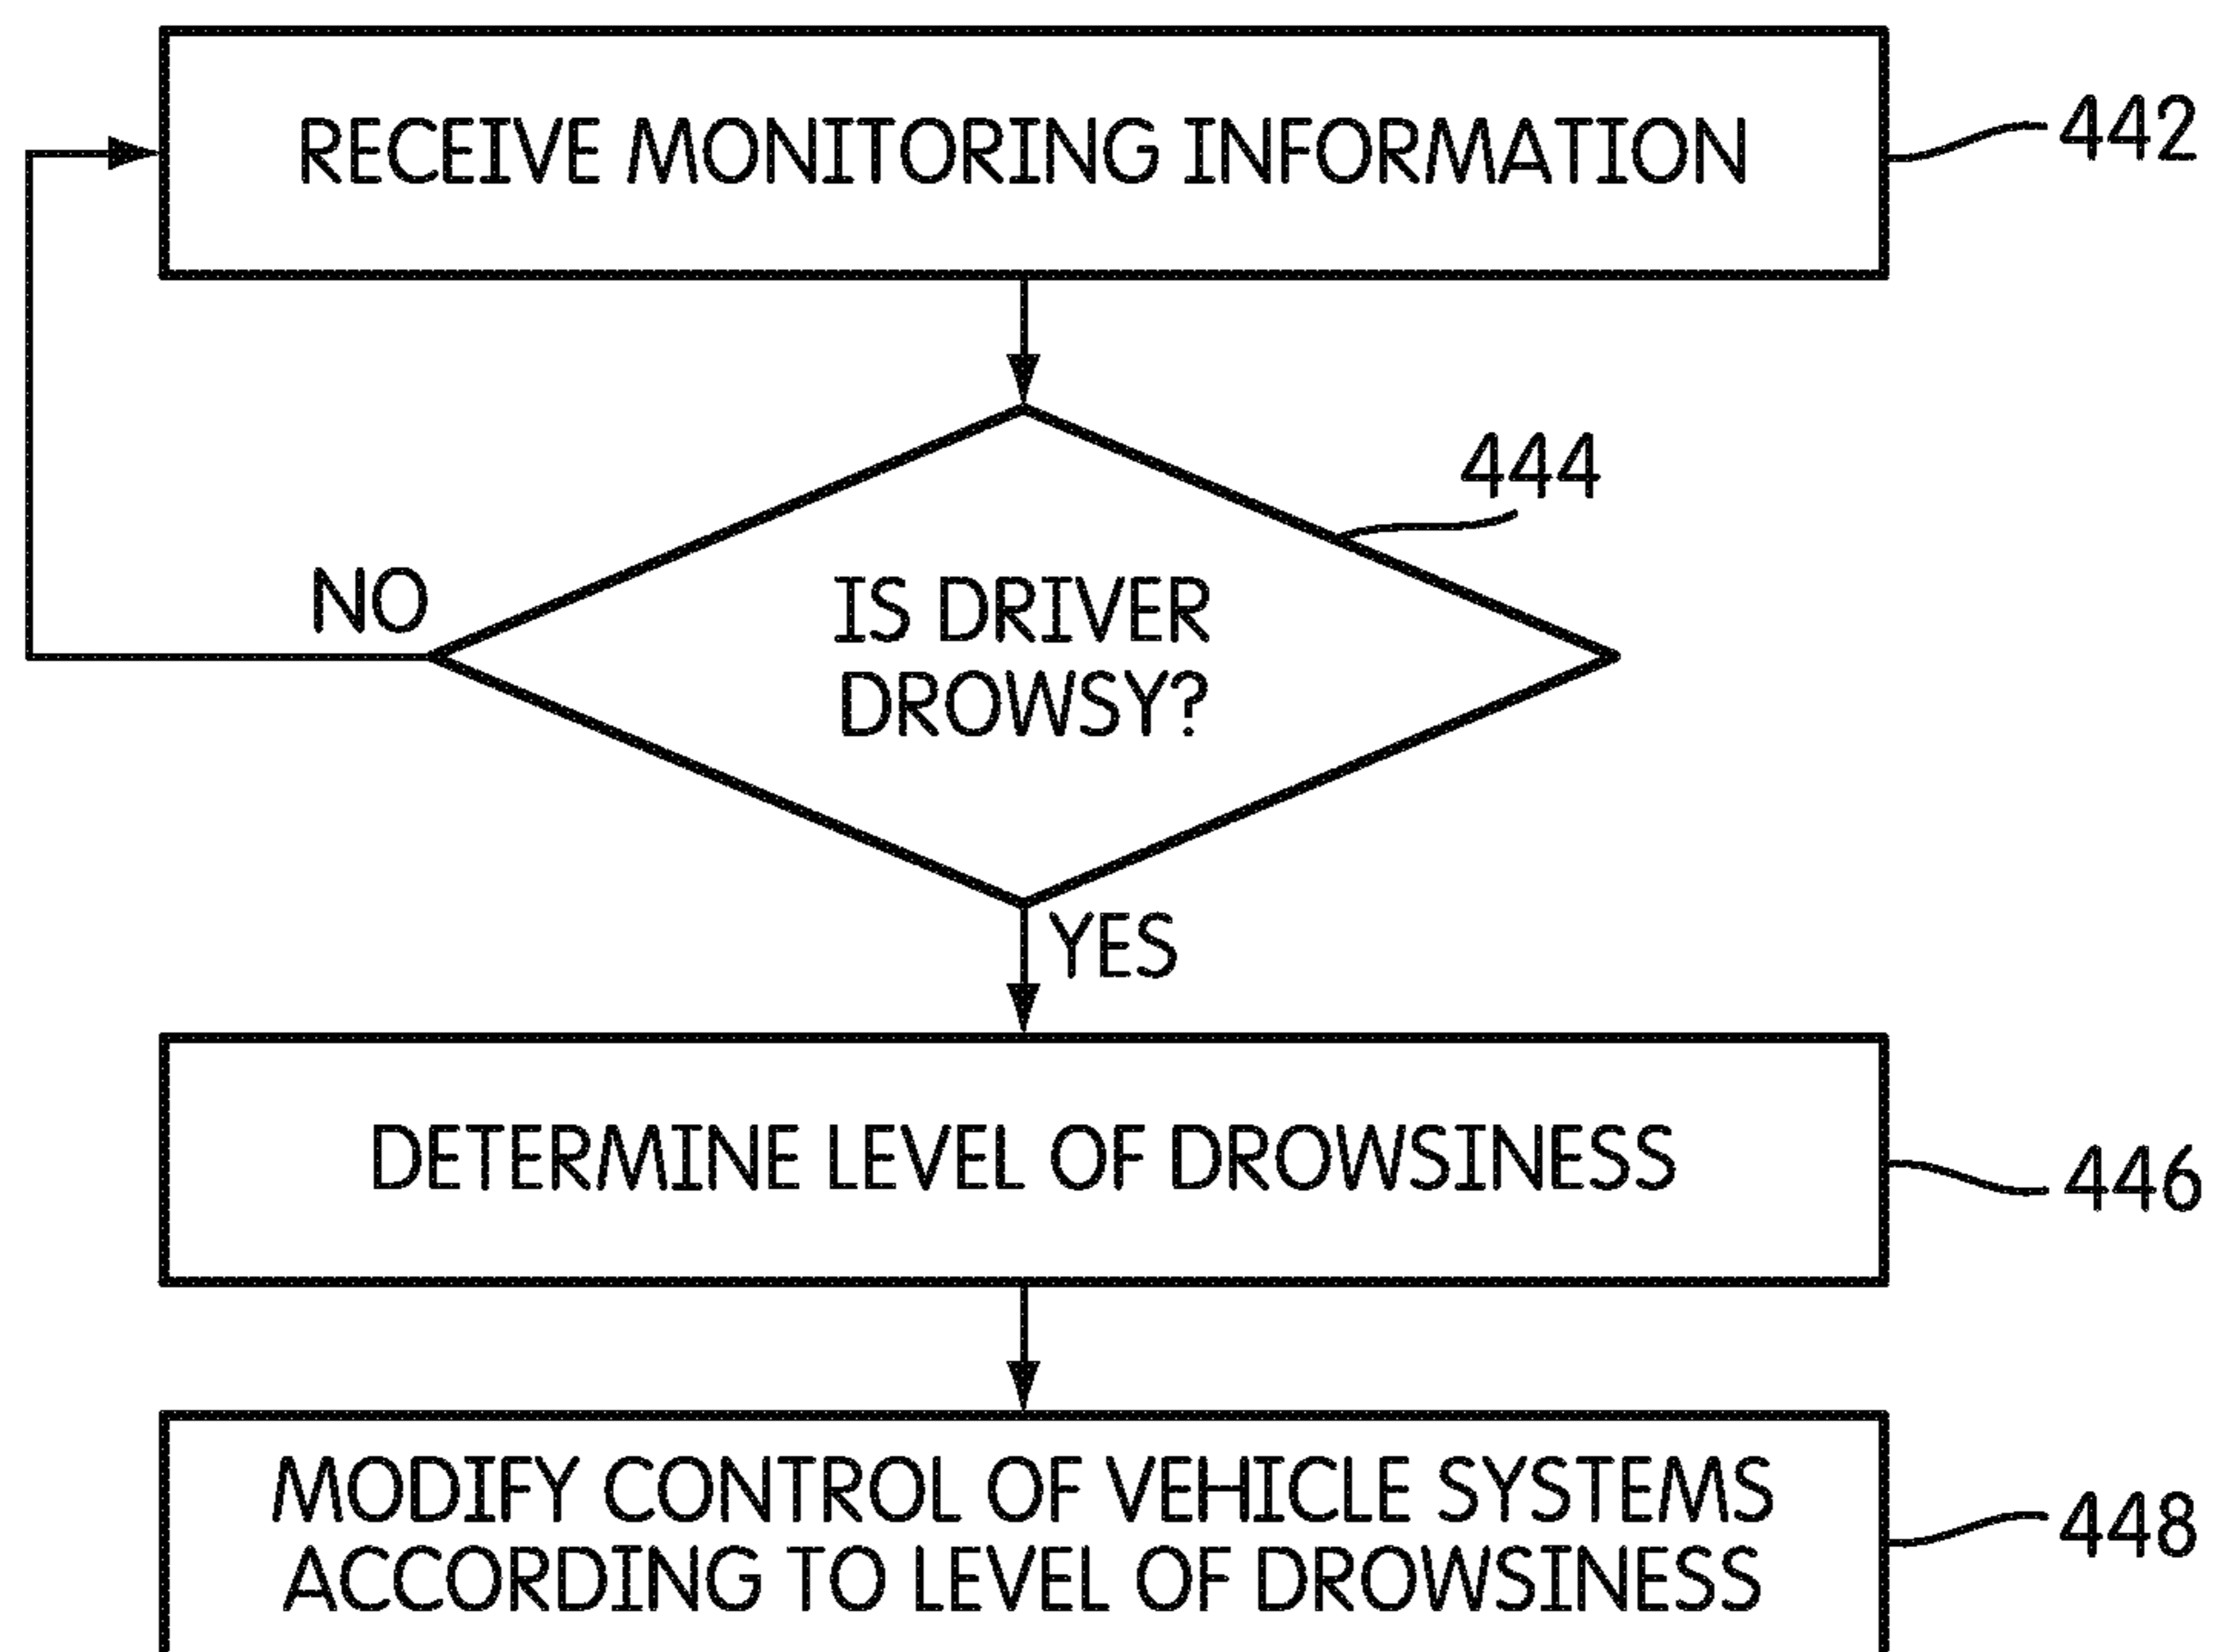 RECEIVE MONITORING INFORMATION
442
444
IS DRIVER
DROWSY?
NO
YES
DETERMINE LEVEL OF DROWSINESS
446
MODIFY CONTROL OF VEHICLE SYSTEMS
ACCORDING TO LEVEL OF DROWSINESS
448